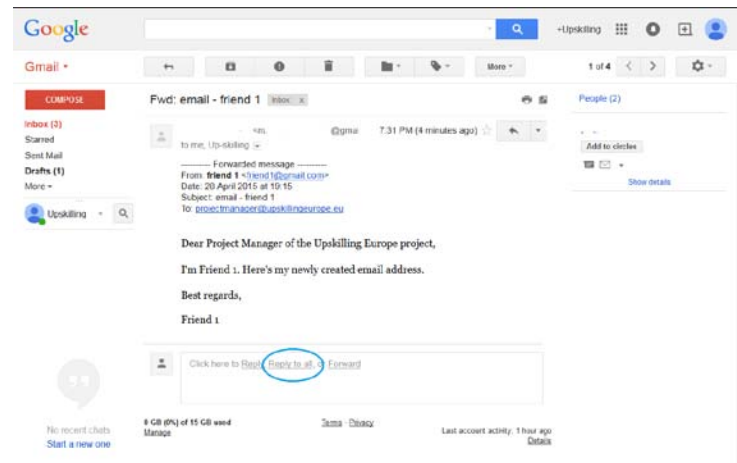 Google
+Upskilling
Gmail
More
1 of 4
COMPOSE
Inbox (3)
Starred
Sent Mail
Drafts (1)
More
Upskilling
Fwd: email - friend 1 Inbox x
7:31 PM (4 minutes ago)
to me, Up-skilling
---------- Forwarded message ----------
From: friend 1 <friend1@gmail.com>
Date: 20 April 2015 at 19:15
Subject: email - friend 1
To: projectmanager@upskillingeurope.eu
Dear Project Manager of the Upskilling Europe project,
I'm Friend 1. Here's my newly created email address.
Best regards,
Friend 1
Click here to Reply, Reply to all, or Forward
People (2)
Add to circles
Show details
No recent chats
Start a new one
0 GB (0%) of 15 GB used
Manage
Terms - Privacy
Last account activity: 1 hour ago
Details